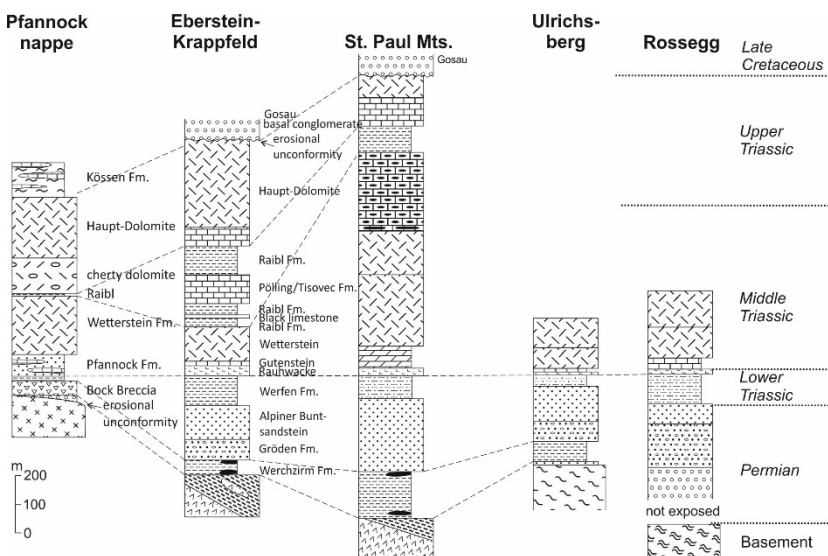 Pfannock
nappe
Eberstein-
Krappfeld
St. Paul Mts.
Ulrichs-
berg
Rossegg
Late
Cretaceous
Upper
Triassic
Middle
Triassic
Lower
Triassic
Permian
Basement
Kössen Fm.
Haupt-Dolomite
cherty dolomite
Raibl
Wetterstein Fm.
Pfannock Fm.
Bock Breccia
erosional
unconformity
m
200
100
0
Gosau
basal conglomerate
erosional
unconformity
Haupt-Dolomite
Raibl Fm.
Pölling/Tisovec Fm.
Raibl Fm.
Black limestone
Raibl Fm.
Wetterstein
Gutenstein
Rauhwacke
Werfen Fm.
Alpiner Bunt-
sandstein
Gröden Fm.
Werchzirm Fm.
Gosau
not exposed